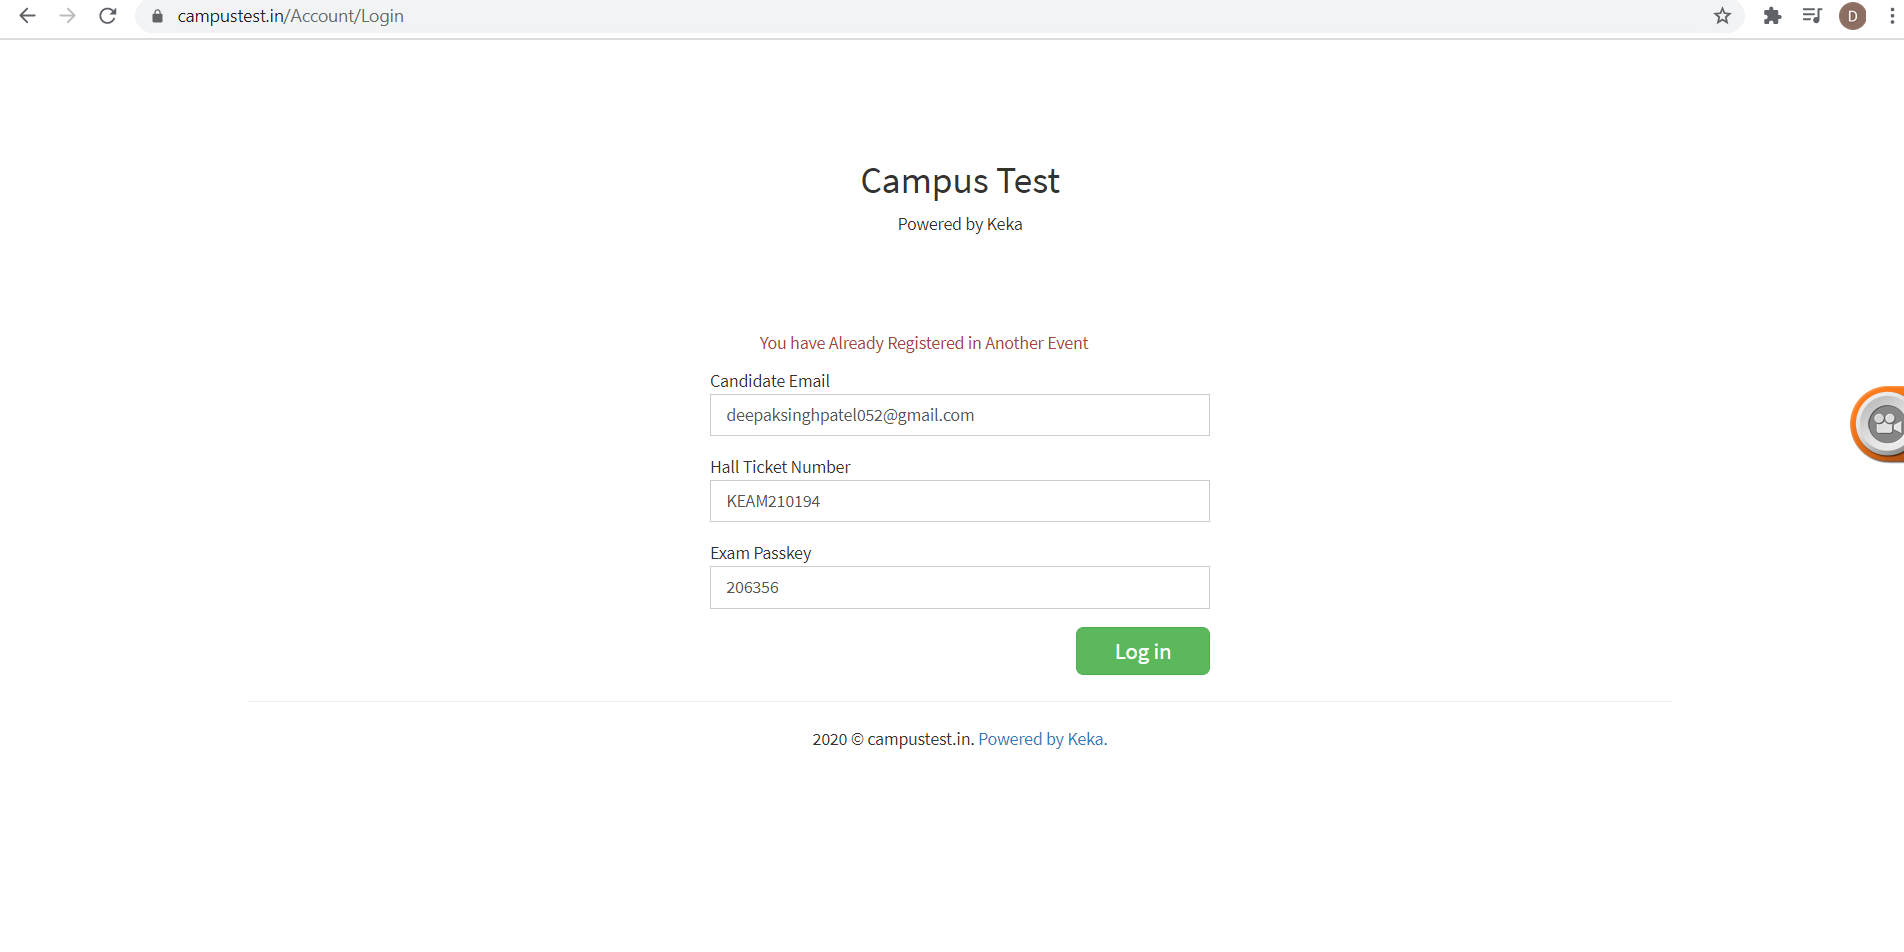 campustest.in/Account/Login
D
Campus Test
Powered by Keka
You have Already Registered in Another Event
Candidate Email
deepaksinghpatel052@gmail.com
Hall Ticket Number
KEAM210194
Exam Passkey
206356
Log in
2020 © campustest.in. Powered by Keka.